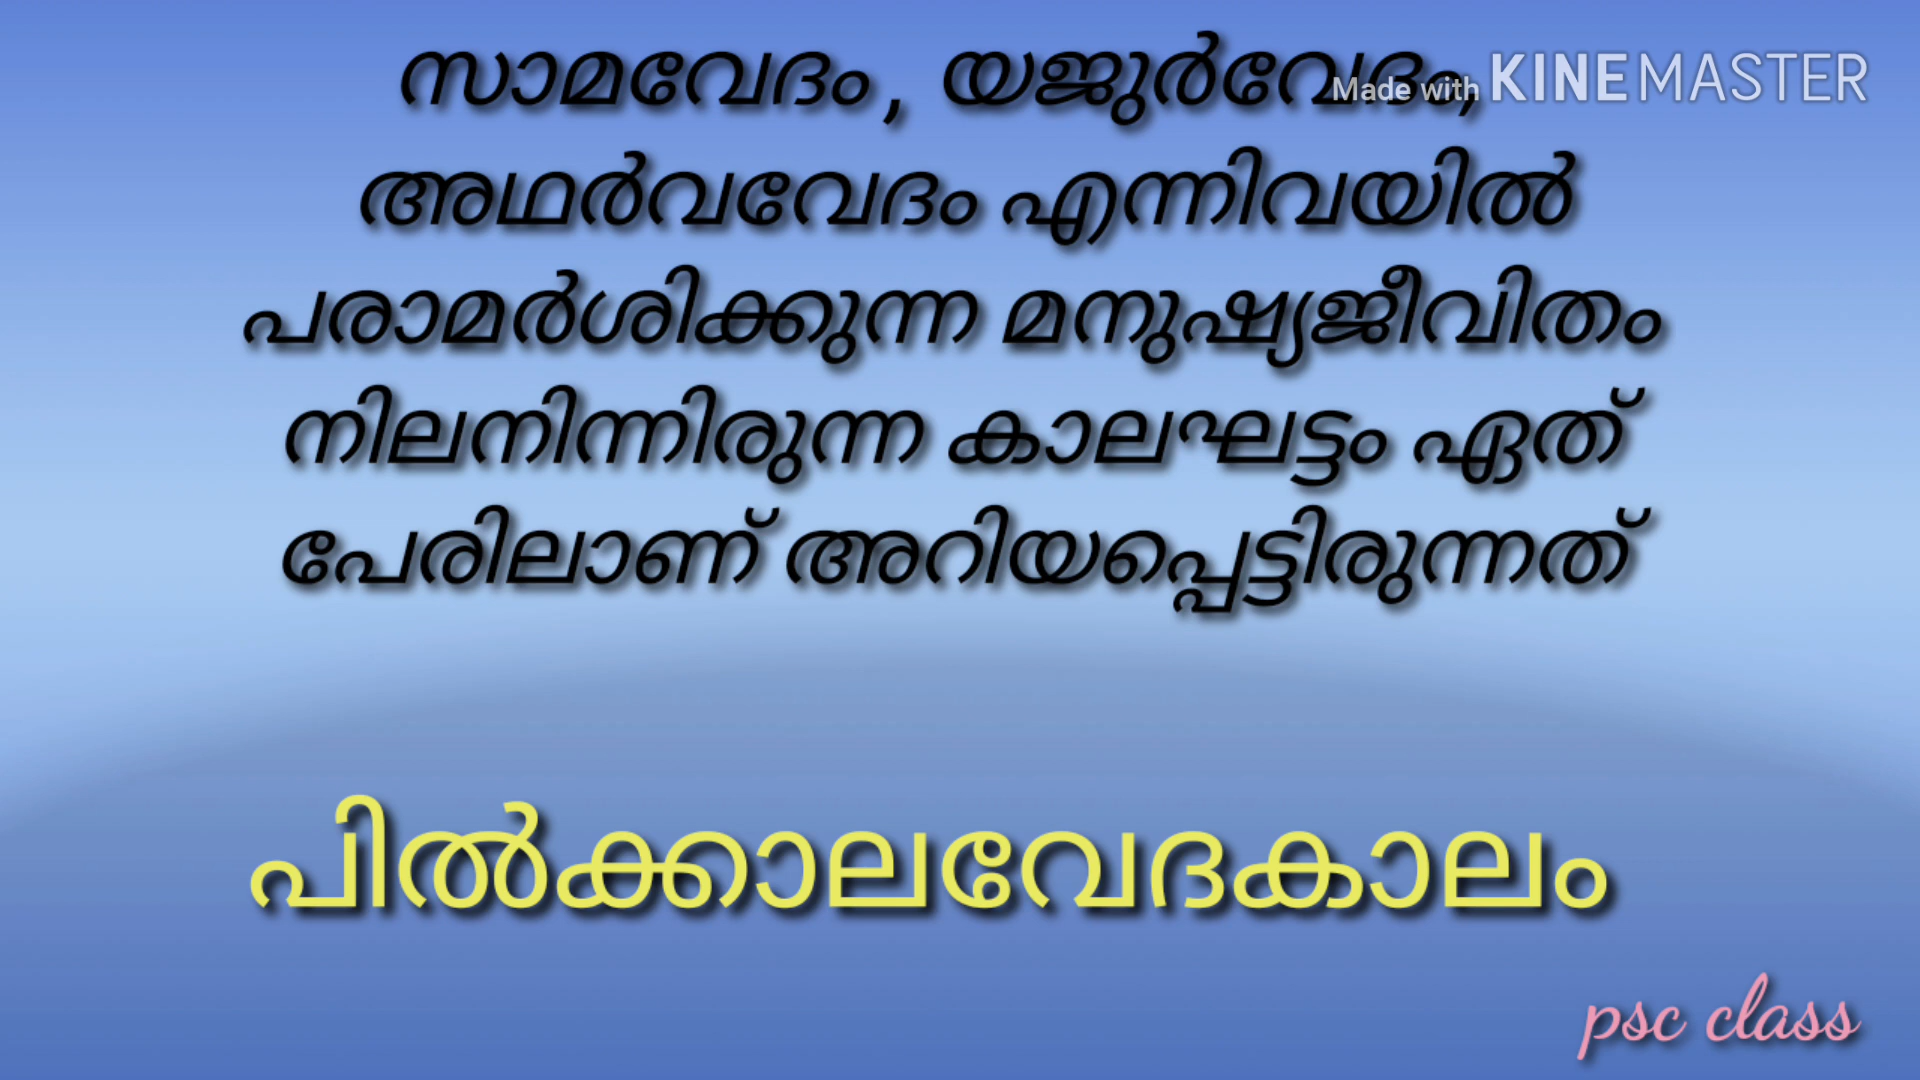 സാമവേദം , യജുർവേദം,
Made with KINEMASTER
അഥർവവേദം എന്നിവയിൽ
പരാമർശിക്കുന്ന മനുഷ്യജീവിതം
നിലനിന്നിരുന്ന കാലഘട്ടം ഏത്
പേരിലാണ് അറിയപ്പെട്ടിരുന്നത്
പിൽക്കാലവേദകാലം
psc class